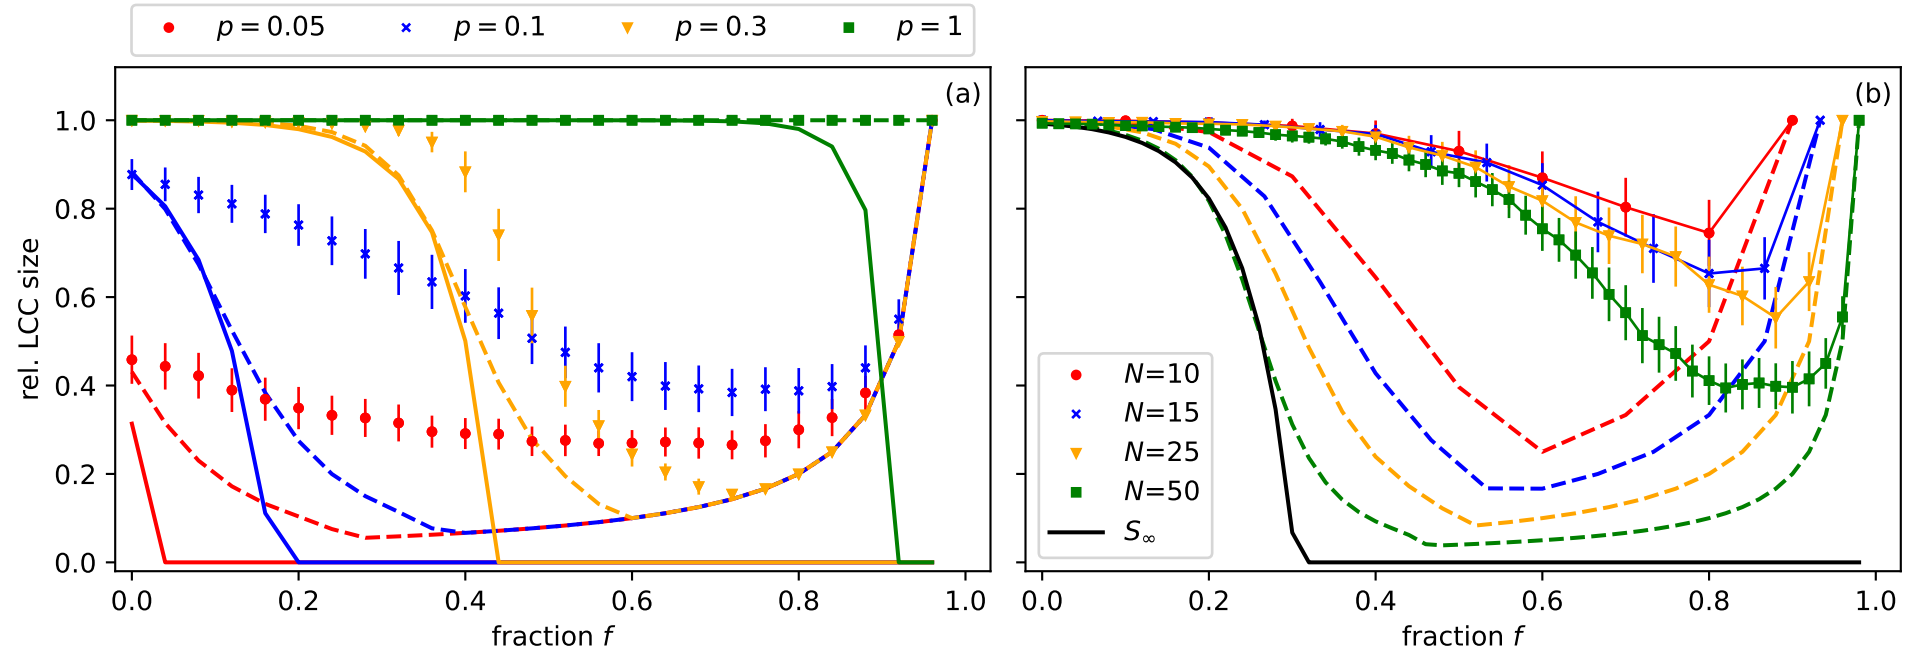 p = 0.05 p = 0.1 p = 0.3 p = 1
(a)
rel. LCC size
1.0
0.8
0.6
0.4
0.2
0.0
0.0 0.2 0.4 0.6 0.8 1.0
fraction f
(b)
N=10
N=15
N=25
N=50
S∞
0.0 0.2 0.4 0.6 0.8 1.0
fraction f